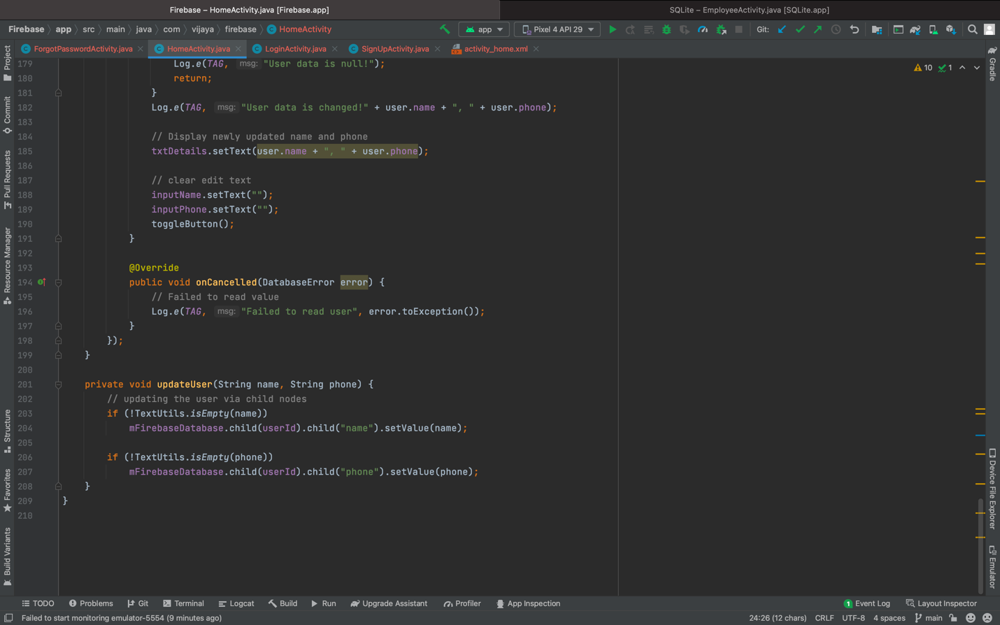 Firebase – HomeActivity.java [Firebase.app]
SQLite – EmployeeActivity.java [SQLite.app]
Firebase app src main java com vijaya firebase HomeActivity
app Pixel 4 API 29 Git:
ForgotPasswordActivity.java HomeActivity.java LoginActivity.java SignUpActivity.java activity_home.xml
10 1
Project
Commit
Pull Requests
Resource Manager
Structure
Favorites
Build Variants
179 Log.e(TAG, msg: "User data is null!");
180 return;
181 }
182 Log.e(TAG, msg: "User data is changed!" + user.name + ", " + user.phone);
183
184 // Display newly updated name and phone
185 txtDetails.setText(user.name + ", " + user.phone);
186
187 // clear edit text
188 inputName.setText("");
189 inputPhone.setText("");
190 toggleButton();
191 }
192
193 @Override
194 public void onCancelled(DatabaseError error) {
195 // Failed to read value
196 Log.e(TAG, msg: "Failed to read user", error.toException());
197 }
198 });
199 }
200
201 private void updateUser(String name, String phone) {
202 // updating the user via child nodes
203 if (!TextUtils.isEmpty(name))
204 mFirebaseDatabase.child(userId).child("name").setValue(name);
205
206 if (!TextUtils.isEmpty(phone))
207 mFirebaseDatabase.child(userId).child("phone").setValue(phone);
208 }
209 }
210
Gradle
Device File Explorer
Emulator
TODO Problems Git Terminal Logcat Build Run Upgrade Assistant Profiler App Inspection 1 Event Log Layout Inspector
Failed to start monitoring emulator-5554 (9 minutes ago) 24:26 (12 chars) CRLF UTF-8 4 spaces main